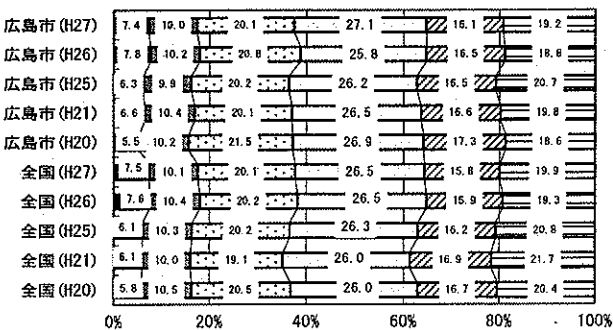 広島市(H27) 7.4 10.0 20.1 27.1 16.1 19.2
広島市(H26) 7.8 10.2 20.8 25.8 16.5 18.8
広島市(H25) 6.3 9.9 20.2 26.2 16.5 20.7
広島市(H21) 6.6 10.4 20.1 26.5 16.6 19.8
広島市(H20) 5.5 10.2 21.5 26.9 17.3 18.6
全国(H27) 7.5 10.1 20.1 26.5 15.8 19.9
全国(H26) 7.6 10.4 20.2 26.5 15.9 19.3
全国(H25) 6.1 10.3 20.2 26.3 16.2 20.8
全国(H21) 6.1 10.0 19.1 26.0 16.9 21.7
全国(H20) 5.8 10.5 20.5 26.0 16.7 20.4
0% 20% 40% 60% 80% 100%